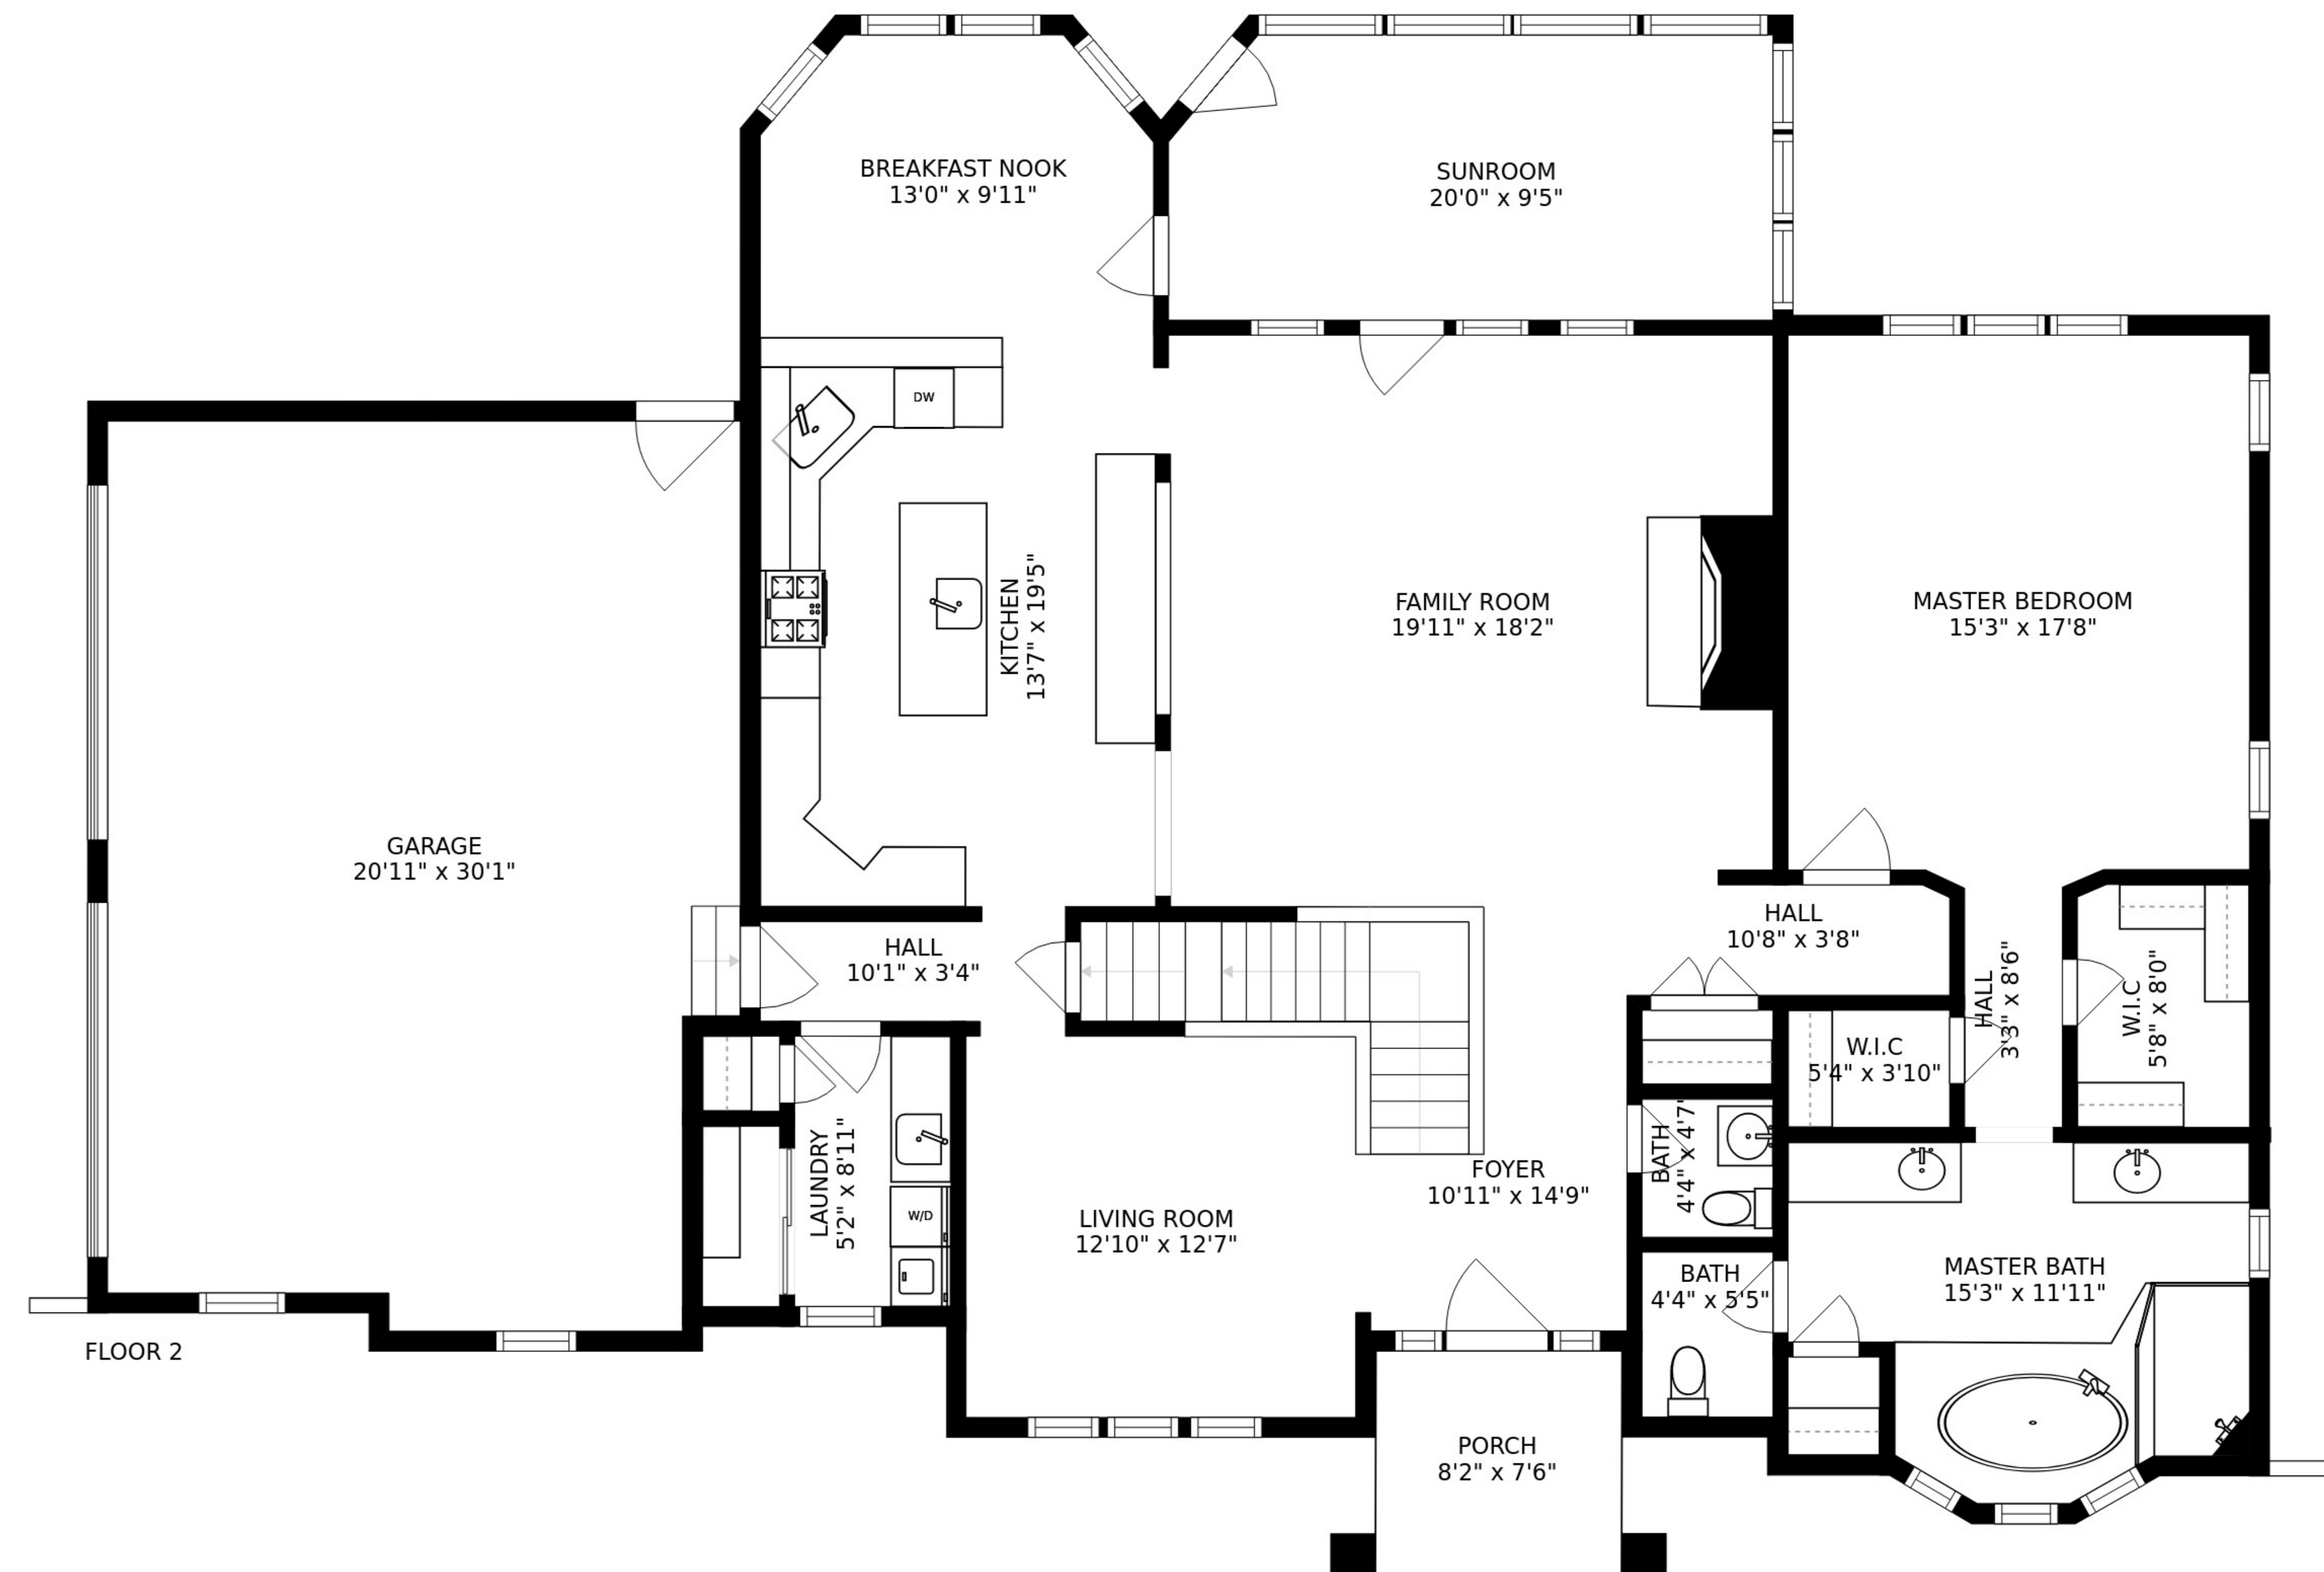 BREAKFAST NOOK
13'0" x 9'11"
SUNROOM
20'0" x 9'5"
DW
KITCHEN
13'7" x 19'5"
FAMILY ROOM
19'11" x 18'2"
MASTER BEDROOM
15'3" x 17'8"
GARAGE
20'11" x 30'1"
HALL
10'1" x 3'4"
HALL
10'8" x 3'8"
HALL
3'3" x 8'6"
W.I.C
5'8" x 8'0"
W.I.C
5'4" x 3'10"
LAUNDRY
5'2" x 8'11"
W/D
LIVING ROOM
12'10" x 12'7"
FOYER
10'11" x 14'9"
BATH
4'4" x 4'7"
BATH
4'4" x 5'5"
MASTER BATH
15'3" x 11'11"
FLOOR 2
PORCH
8'2" x 7'6"